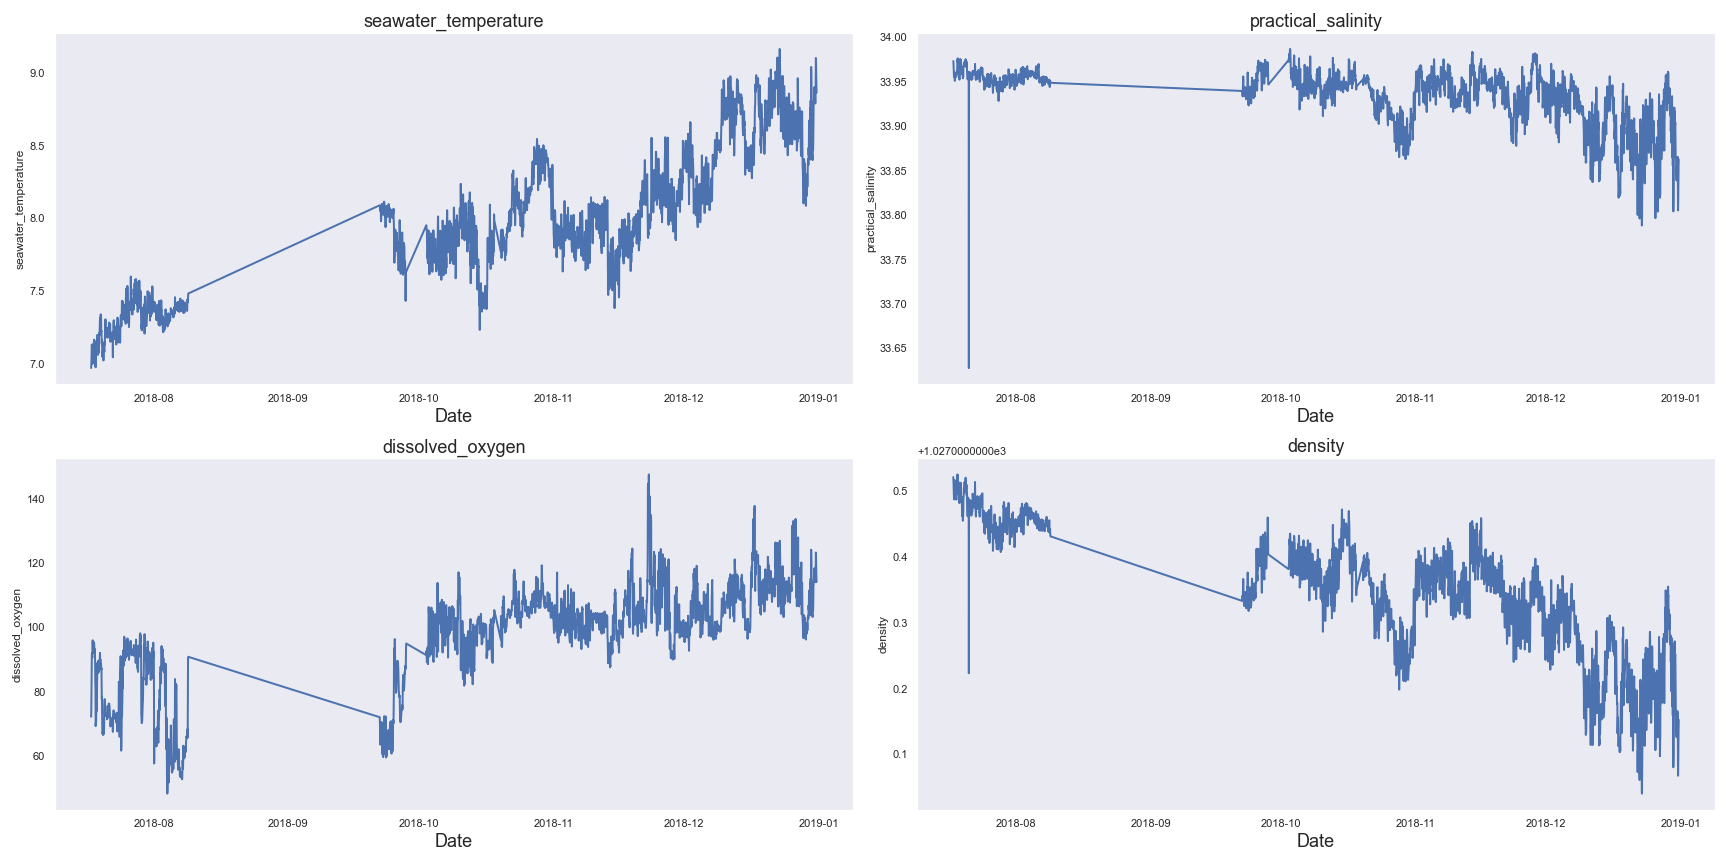 seawater_temperature
seawater_temperature
9.0
8.5
8.0
7.5
7.0
2018-08 2018-09 2018-10 2018-11 2018-12 2019-01
Date
practical_salinity
practical_salinity
34.00
33.95
33.90
33.85
33.80
33.75
33.70
33.65
2018-08 2018-09 2018-10 2018-11 2018-12 2019-01
Date
dissolved_oxygen
dissolved_oxygen
140
120
100
80
60
2018-08 2018-09 2018-10 2018-11 2018-12 2019-01
Date
density
+1.0270000000e3
density
0.5
0.4
0.3
0.2
0.1
2018-08 2018-09 2018-10 2018-11 2018-12 2019-01
Date